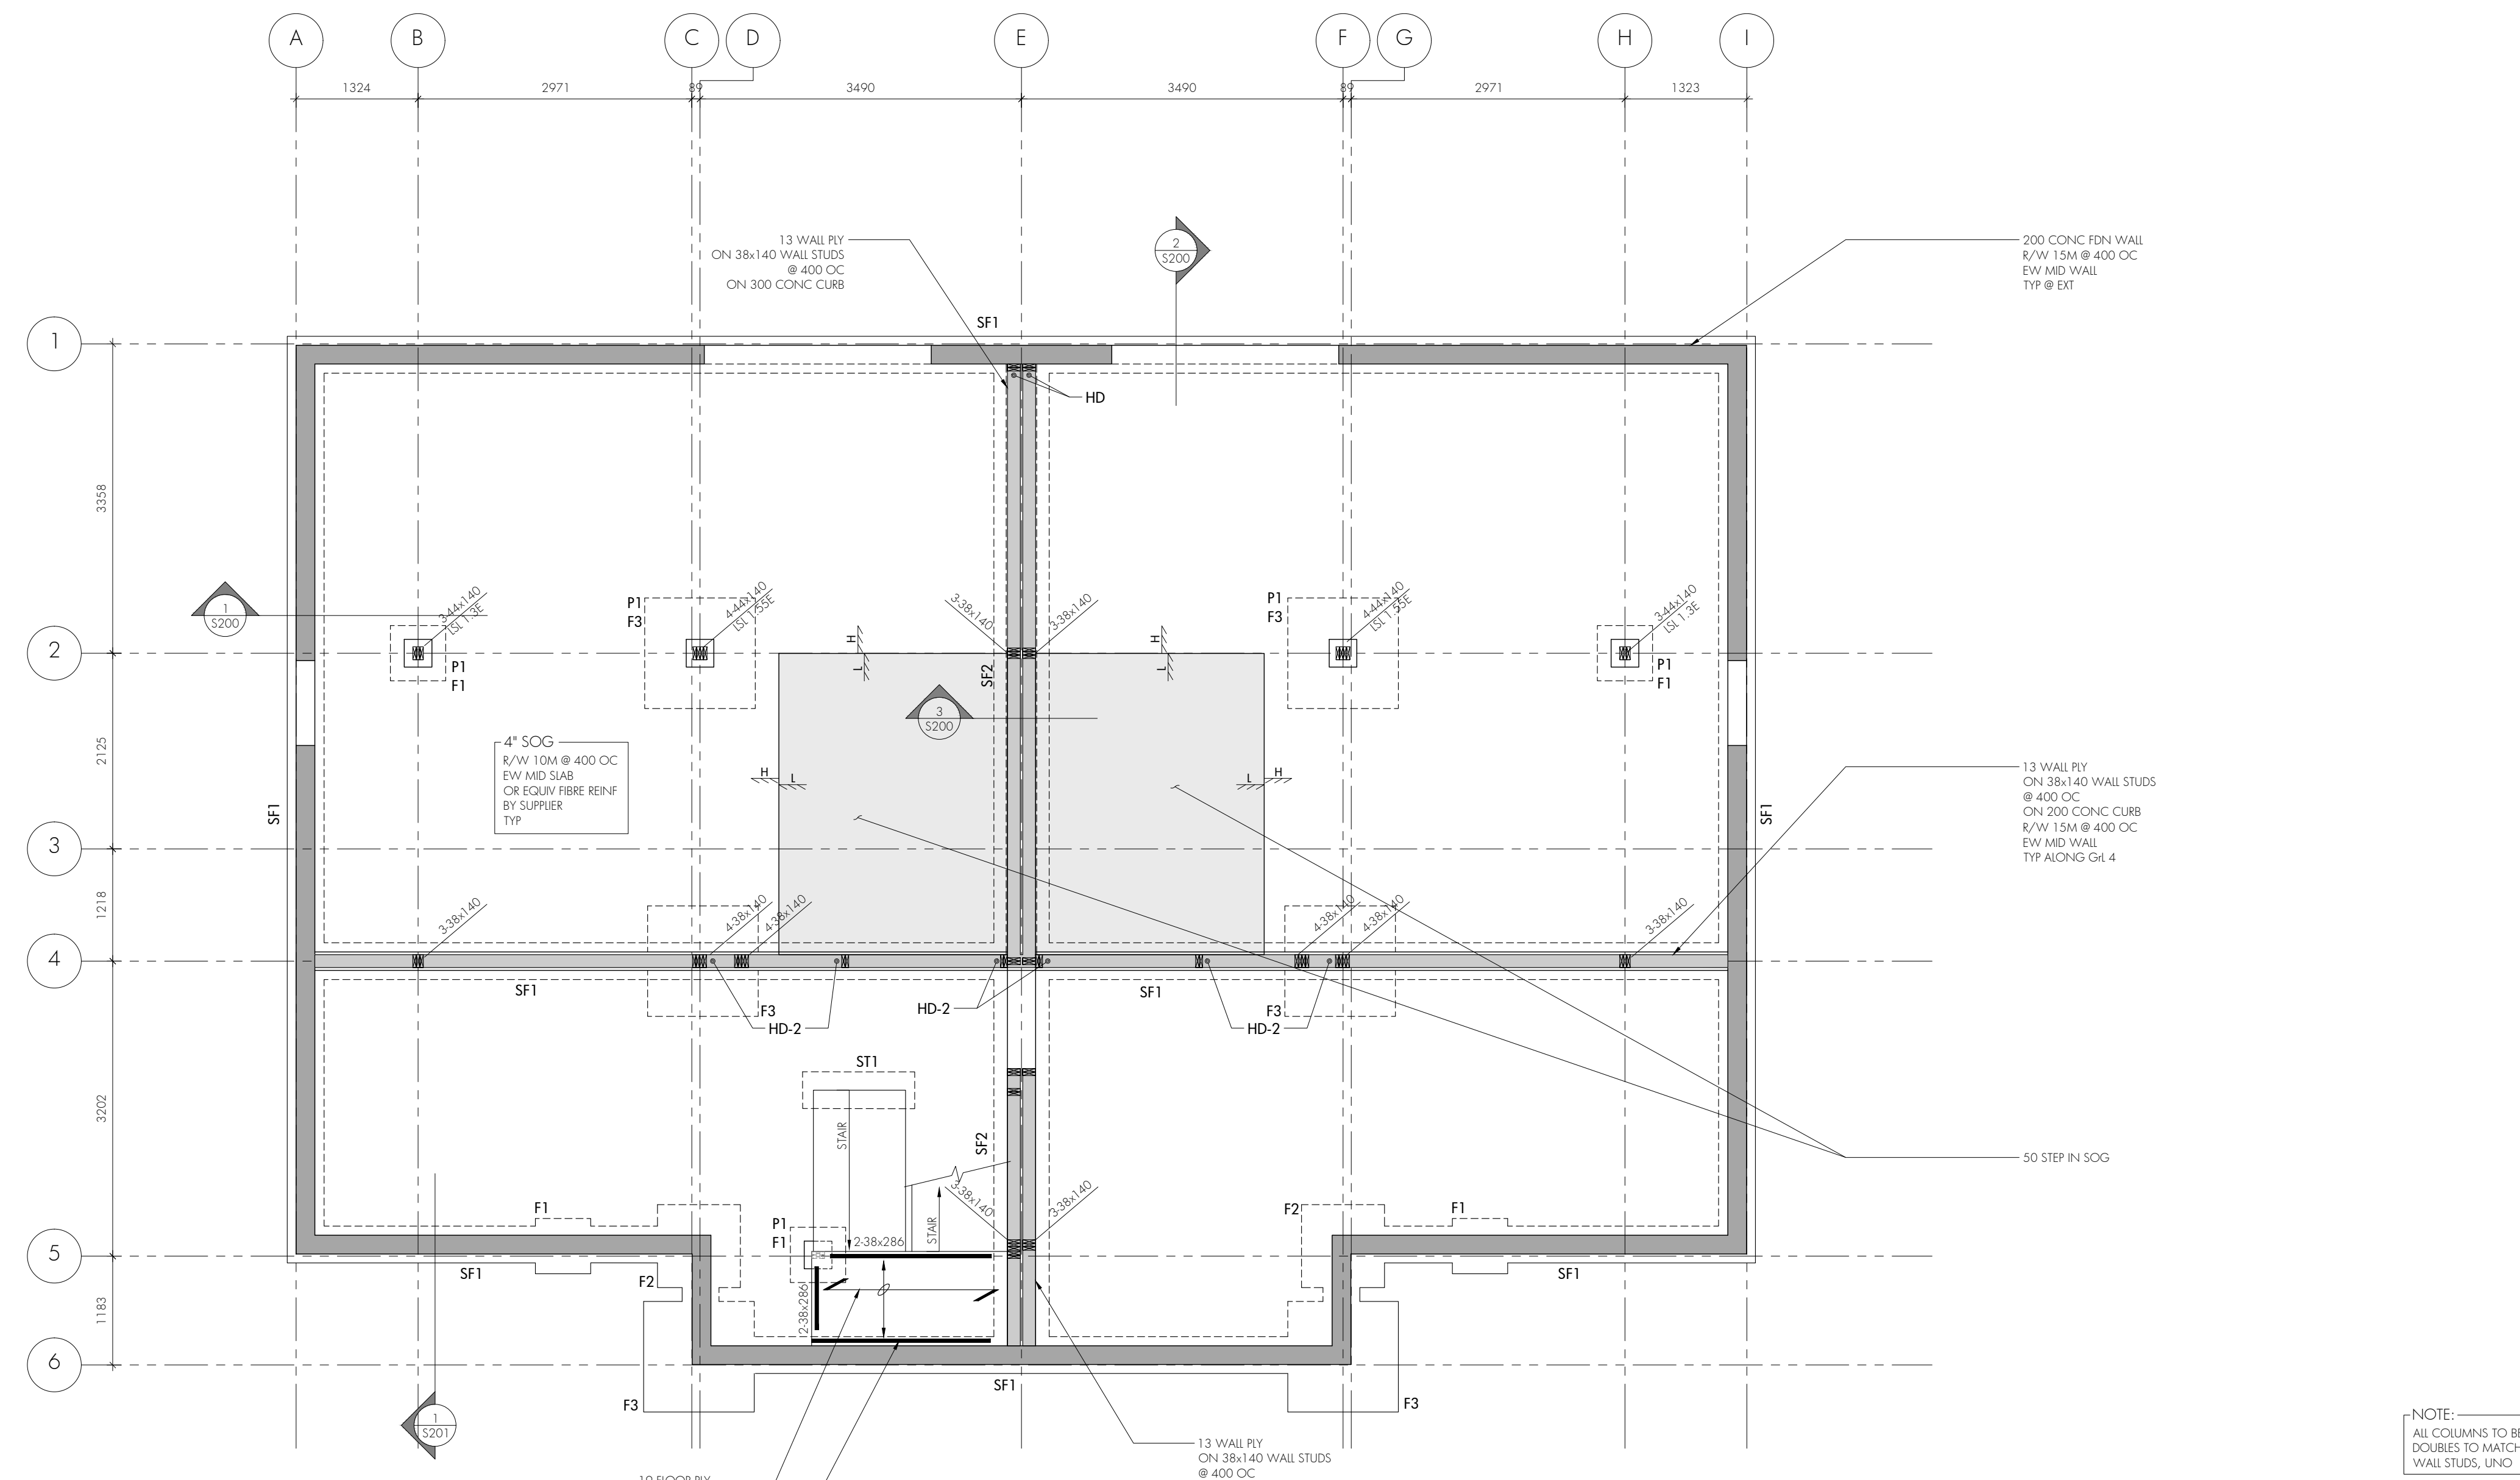 A
B
C
D
E
F
G
H
I
1324
2971
89
3490
3490
89
2971
1323
13 WALL PLY
ON 38x140 WALL STUDS
@ 400 OC
ON 300 CONC CURB
2
S200
200 CONC FDN WALL
R/W 15M @ 400 OC
EW MID WALL
TYP @ EXT
1
SF1
HD
3358
1
S200
3-44x140
LSL 1.3E
P1
F3
4-44x140
LSL 1.55E
3-38x140
3-38x140
P1
F3
4-44x140
LSL 1.55E
3-44x140
LSL 1.3E
2
P1
F1
H
L
SF2
H
L
P1
F1
3
S200
2125
4" SOG
R/W 10M @ 400 OC
EW MID SLAB
OR EQUIV FIBRE REINF
BY SUPPLIER
TYP
H
L
L
H
SF1
SF1
13 WALL PLY
ON 38x140 WALL STUDS
@ 400 OC
ON 200 CONC CURB
R/W 15M @ 400 OC
EW MID WALL
TYP ALONG GrL 4
3
1218
3-38x140
4-38x140
4-38x140
4-38x140
4-38x140
3-38x140
4
SF1
SF1
F3
HD-2
HD-2
F3
HD-2
ST1
3202
STAIR
SF2
50 STEP IN SOG
3-38x140
3-38x140
F1
P1
F1
2-38x286
STAIR
F2
F1
5
SF1
F2
2-38x286
SF1
1183
6
SF1
F3
F3
1
S201
13 WALL PLY
ON 38x140 WALL STUDS
@ 400 OC
19 FLOOR PLY
NOTE:
ALL COLUMNS TO BE
DOUBLES TO MATCH
WALL STUDS, UNO